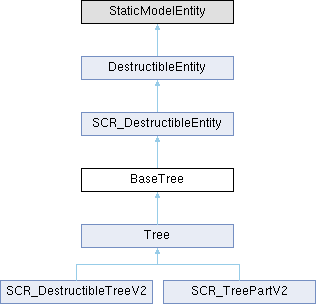 StaticModelEntity
DestructibleEntity
SCR_DestructibleEntity
BaseTree
Tree
SCR_DestructibleTreeV2
SCR_TreePartV2